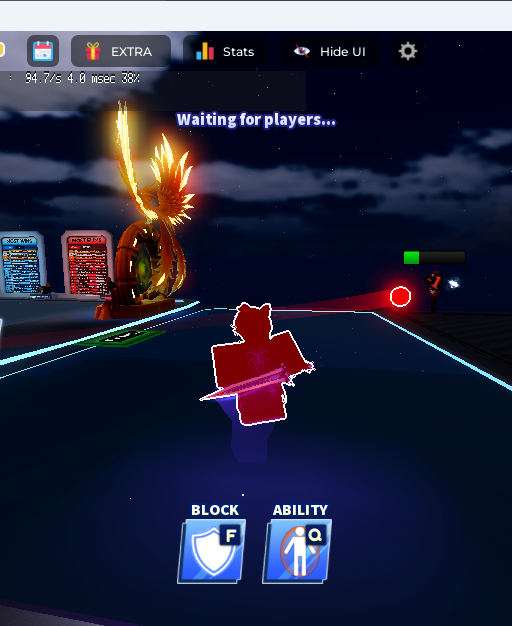 EXTRA
Stats
Hide UI
: 94.7/s 4.0 msec 38%
Waiting for players...
BLOCK
ABILITY
F
Q